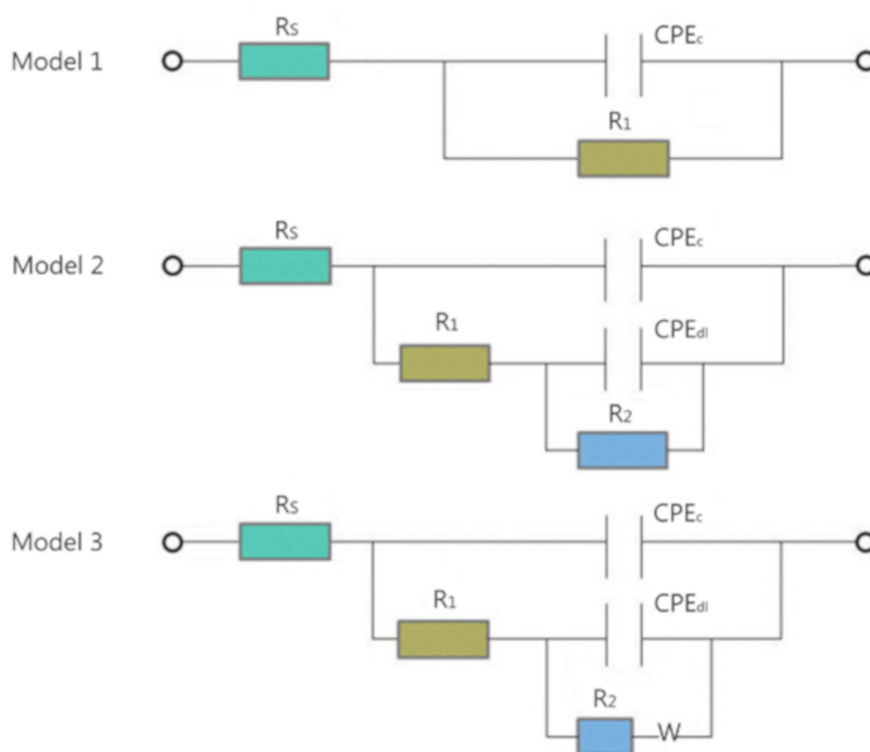 Rs
CPEc
Model 1
R1
Rs
CPEc
Model 2
R1
CPEdl
R2
Rs
CPEc
Model 3
R1
CPEdl
R2
W